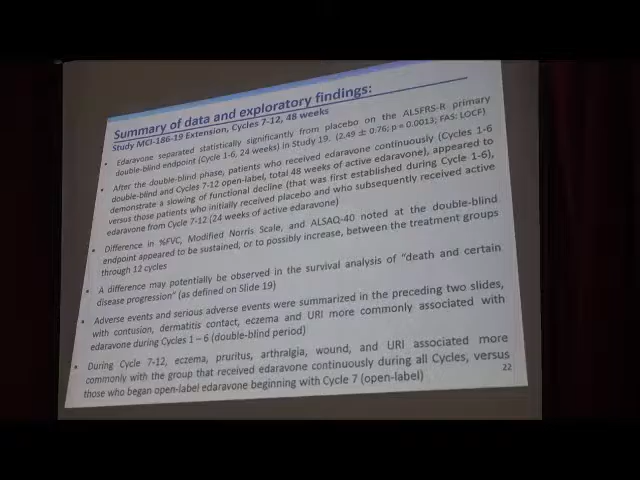 Summary of data and exploratory findings:
Study MCI-186-19 Extension, Cycles 7-12, 48 weeks
• Edaravone separated statistically significantly from placebo on the ALSFRS-R primary
double-blind endpoint (Cycle 1-6, 24 weeks) in Study 19. (2.49 ± 0.76; p = 0.0013; FAS: LOCF)
• After the double-blind phase, patients who received edaravone continuously (Cycles 1-6
double-blind and Cycles 7-12 open-label, total 48 weeks of active edaravone), appeared to
demonstrate a slowing of functional decline (that was first established during Cycle 1-6),
versus those patients who initially received placebo and who subsequently received active
edaravone from Cycle 7-12 (24 weeks of active edaravone)
• Difference in %FVC, Modified Norris Scale, and ALSAQ-40 noted at the double-blind
endpoint appeared to be sustained, or to possibly increase, between the treatment groups
through 12 cycles
• A difference may potentially be observed in the survival analysis of "death and certain
disease progression" (as defined on Slide 19)
• Adverse events and serious adverse events were summarized in the preceding two slides,
with contusion, dermatitis contact, eczema and URI more commonly associated with
edaravone during Cycles 1 – 6 (double-blind period)
• During Cycle 7-12, eczema, pruritus, arthralgia, wound, and URI associated more
commonly with the group that received edaravone continuously during all Cycles, versus
those who began open-label edaravone beginning with Cycle 7 (open-label)
22